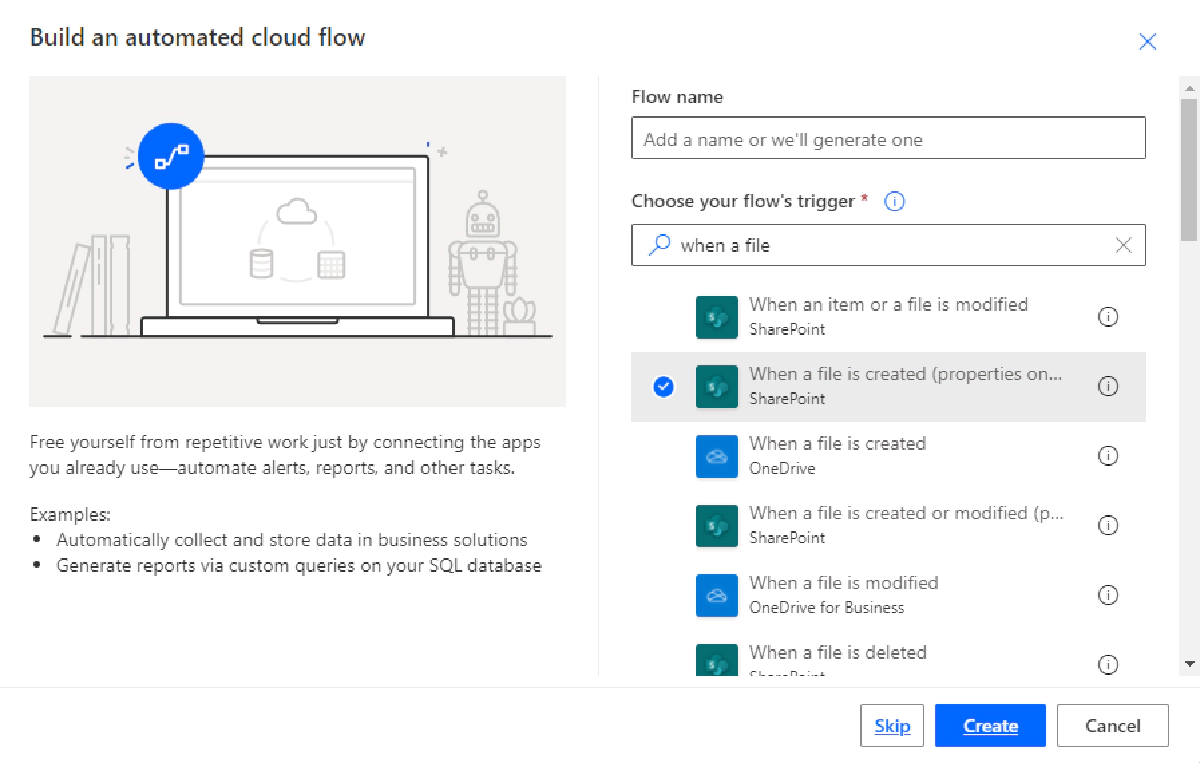 Build an automated cloud flow
Free yourself from repetitive work just by connecting the apps
you already use—automate alerts, reports, and other tasks.
Examples:
Automatically collect and store data in business solutions
Generate reports via custom queries on your SQL database
Flow name
Add a name or we'll generate one
Choose your flow's trigger *
when a file
When an item or a file is modified
SharePoint
When a file is created (properties on...
SharePoint
When a file is created
OneDrive
When a file is created or modified (p...
SharePoint
When a file is modified
OneDrive for Business
When a file is deleted
SharePoint
Skip
Create
Cancel